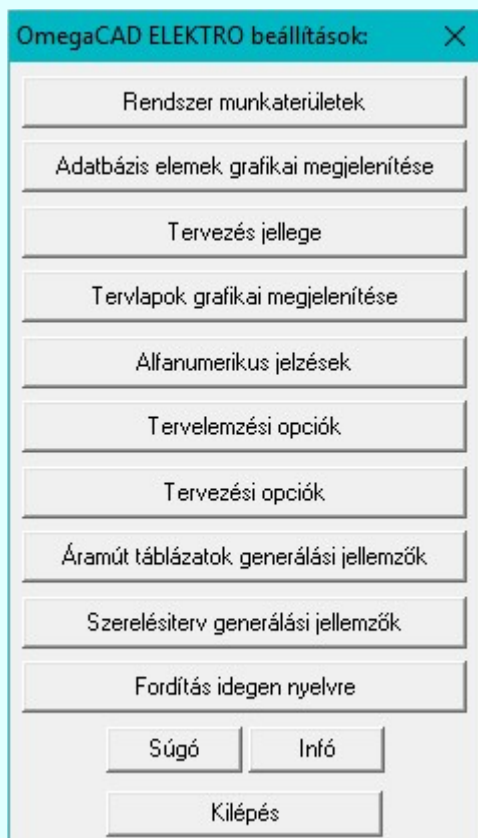 OmegaCAD ELEKTRO beállítások:
Rendszer munkaterületek
Adatbázis elemek grafikai megjelenítése
Tervezés jellege
Tervlapok grafikai megjelenítése
Alfanumerikus jelzések
Tervelemzési opciók
Tervezési opciók
Áramút táblázatok generálási jellemzők
Szerelésiterv generálási jellemzők
Fordítás idegen nyelvre
Súgó Infó
Kilépés